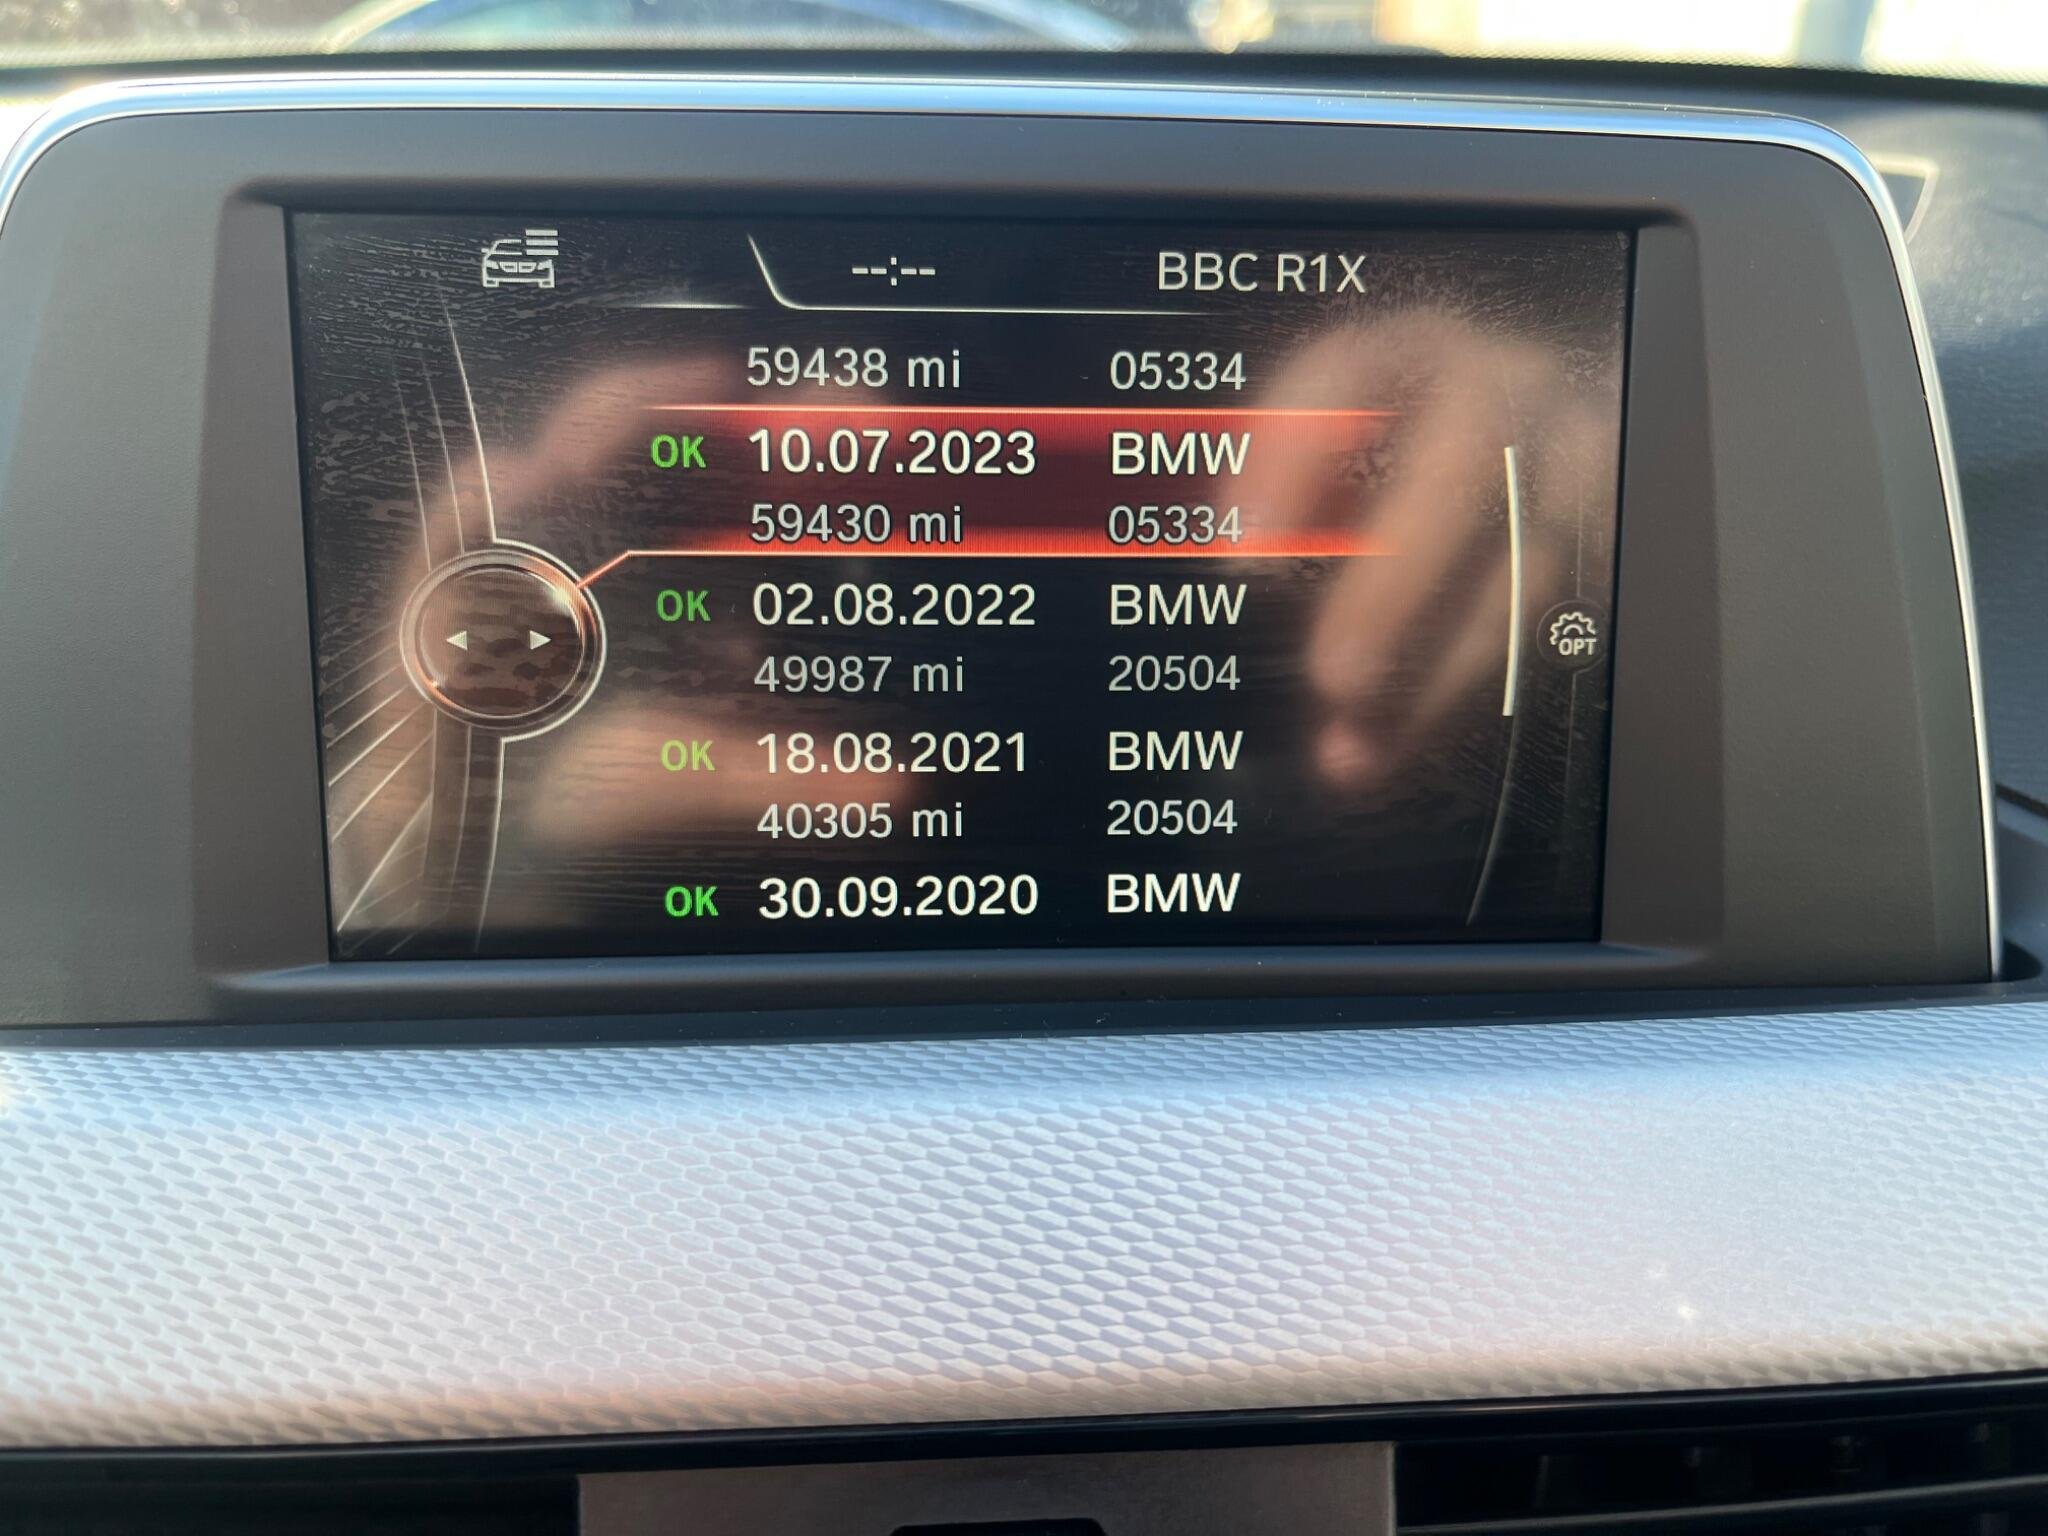 --:-- BBC R1X
59438 mi 05334
OK 10.07.2023 BMW
59430 mi 05334
OK 02.08.2022 BMW
49987 mi 20504
OPT
OK 18.08.2021 BMW
40305 mi 20504
OK 30.09.2020 BMW